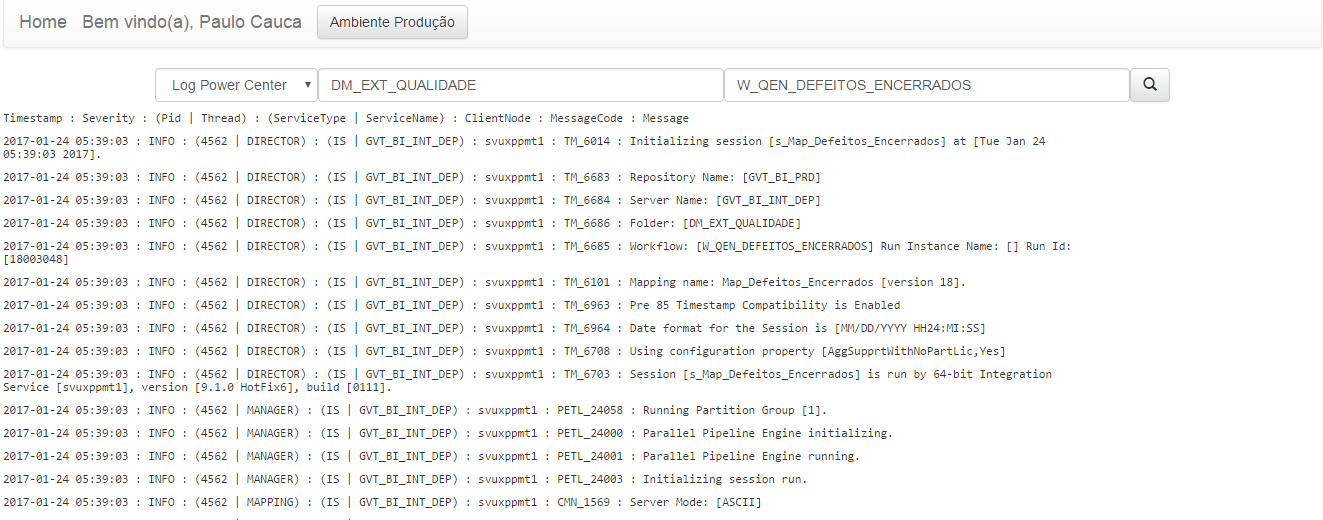 Home Bem vindo(a), Paulo Cauca Ambiente Produção
Log Power Center DM_EXT_QUALIDADE W_QEN_DEFEITOS_ENCERRADOS
Timestamp : Severity : (Pid | Thread) : (ServiceType | ServiceName) : ClientNode : MessageCode : Message
2017-01-24 05:39:03 : INFO : (4562 | DIRECTOR) : (IS | GVT_BI_INT_DEP) : svuxppmt1 : TM_6014 : Initializing session [s_Map_Defeitos_Encerrados] at [Tue Jan 24
05:39:03 2017].
2017-01-24 05:39:03 : INFO : (4562 | DIRECTOR) : (IS | GVT_BI_INT_DEP) : svuxppmt1 : TM_6683 : Repository Name: [GVT_BI_PRD]
2017-01-24 05:39:03 : INFO : (4562 | DIRECTOR) : (IS | GVT_BI_INT_DEP) : svuxppmt1 : TM_6684 : Server Name: [GVT_BI_INT_DEP]
2017-01-24 05:39:03 : INFO : (4562 | DIRECTOR) : (IS | GVT_BI_INT_DEP) : svuxppmt1 : TM_6686 : Folder: [DM_EXT_QUALIDADE]
2017-01-24 05:39:03 : INFO : (4562 | DIRECTOR) : (IS | GVT_BI_INT_DEP) : svuxppmt1 : TM_6685 : Workflow: [W_QEN_DEFEITOS_ENCERRADOS] Run Instance Name: [] Run Id:
[18003048]
2017-01-24 05:39:03 : INFO : (4562 | DIRECTOR) : (IS | GVT_BI_INT_DEP) : svuxppmt1 : TM_6101 : Mapping name: Map_Defeitos_Encerrados [version 18].
2017-01-24 05:39:03 : INFO : (4562 | DIRECTOR) : (IS | GVT_BI_INT_DEP) : svuxppmt1 : TM_6963 : Pre 85 Timestamp Compatibility is Enabled
2017-01-24 05:39:03 : INFO : (4562 | DIRECTOR) : (IS | GVT_BI_INT_DEP) : svuxppmt1 : TM_6964 : Date format for the Session is [MM/DD/YYYY HH24:MI:SS]
2017-01-24 05:39:03 : INFO : (4562 | DIRECTOR) : (IS | GVT_BI_INT_DEP) : svuxppmt1 : TM_6708 : Using configuration property [AggSupprtWithNoPartLic,Yes]
2017-01-24 05:39:03 : INFO : (4562 | DIRECTOR) : (IS | GVT_BI_INT_DEP) : svuxppmt1 : TM_6703 : Session [s_Map_Defeitos_Encerrados] is run by 64-bit Integration
Service [svuxppmt1], version [9.1.0 HotFix6], build [0111].
2017-01-24 05:39:03 : INFO : (4562 | MANAGER) : (IS | GVT_BI_INT_DEP) : svuxppmt1 : PETL_24058 : Running Partition Group [1].
2017-01-24 05:39:03 : INFO : (4562 | MANAGER) : (IS | GVT_BI_INT_DEP) : svuxppmt1 : PETL_24000 : Parallel Pipeline Engine initializing.
2017-01-24 05:39:03 : INFO : (4562 | MANAGER) : (IS | GVT_BI_INT_DEP) : svuxppmt1 : PETL_24001 : Parallel Pipeline Engine running.
2017-01-24 05:39:03 : INFO : (4562 | MANAGER) : (IS | GVT_BI_INT_DEP) : svuxppmt1 : PETL_24003 : Initializing session run.
2017-01-24 05:39:03 : INFO : (4562 | MAPPING) : (IS | GVT_BI_INT_DEP) : svuxppmt1 : CMN_1569 : Server Mode: [ASCII]